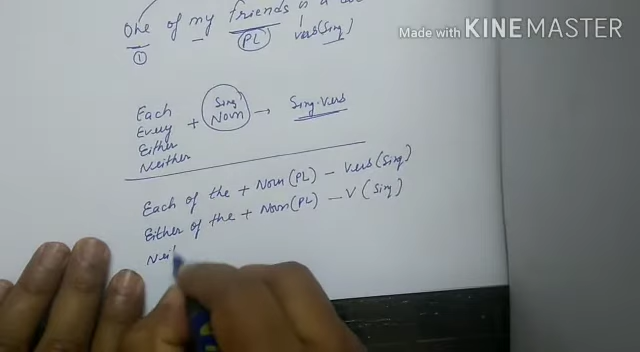 One of my friends is a
① PL verb (Sing)
Made with KINEMASTER
Each
Every
Either
Neither
+ Sing Noun → Sing. Verb
Each of the + Noun (PL) - Verb (Sing)
Either of the + Noun (PL) - V (Sing)
Nei